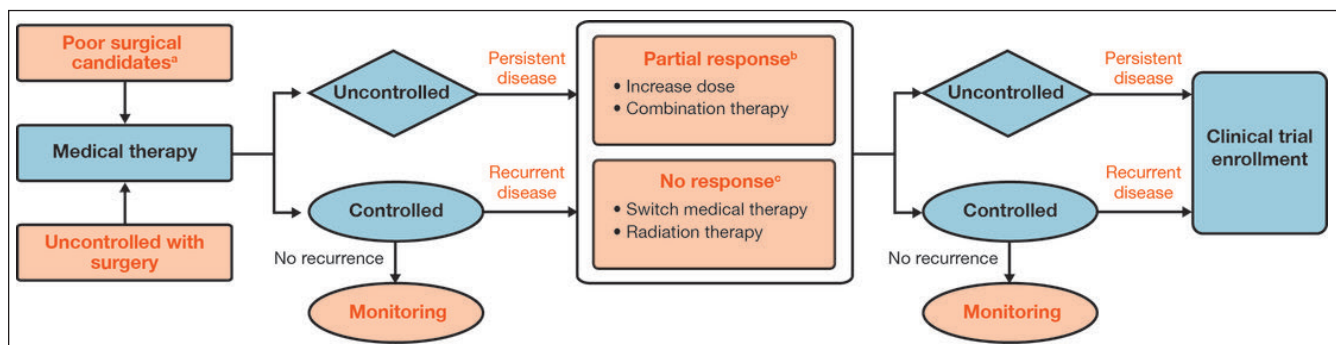 Poor surgical
candidatesᵃ
Medical therapy
Uncontrolled with
surgery
Uncontrolled
Persistent
disease
Controlled
Recurrent
disease
No recurrence
Monitoring
Partial responseᵇ
• Increase dose
• Combination therapy
No responseᶜ
• Switch medical therapy
• Radiation therapy
Uncontrolled
Persistent
disease
Controlled
Recurrent
disease
No recurrence
Monitoring
Clinical trial
enrollment